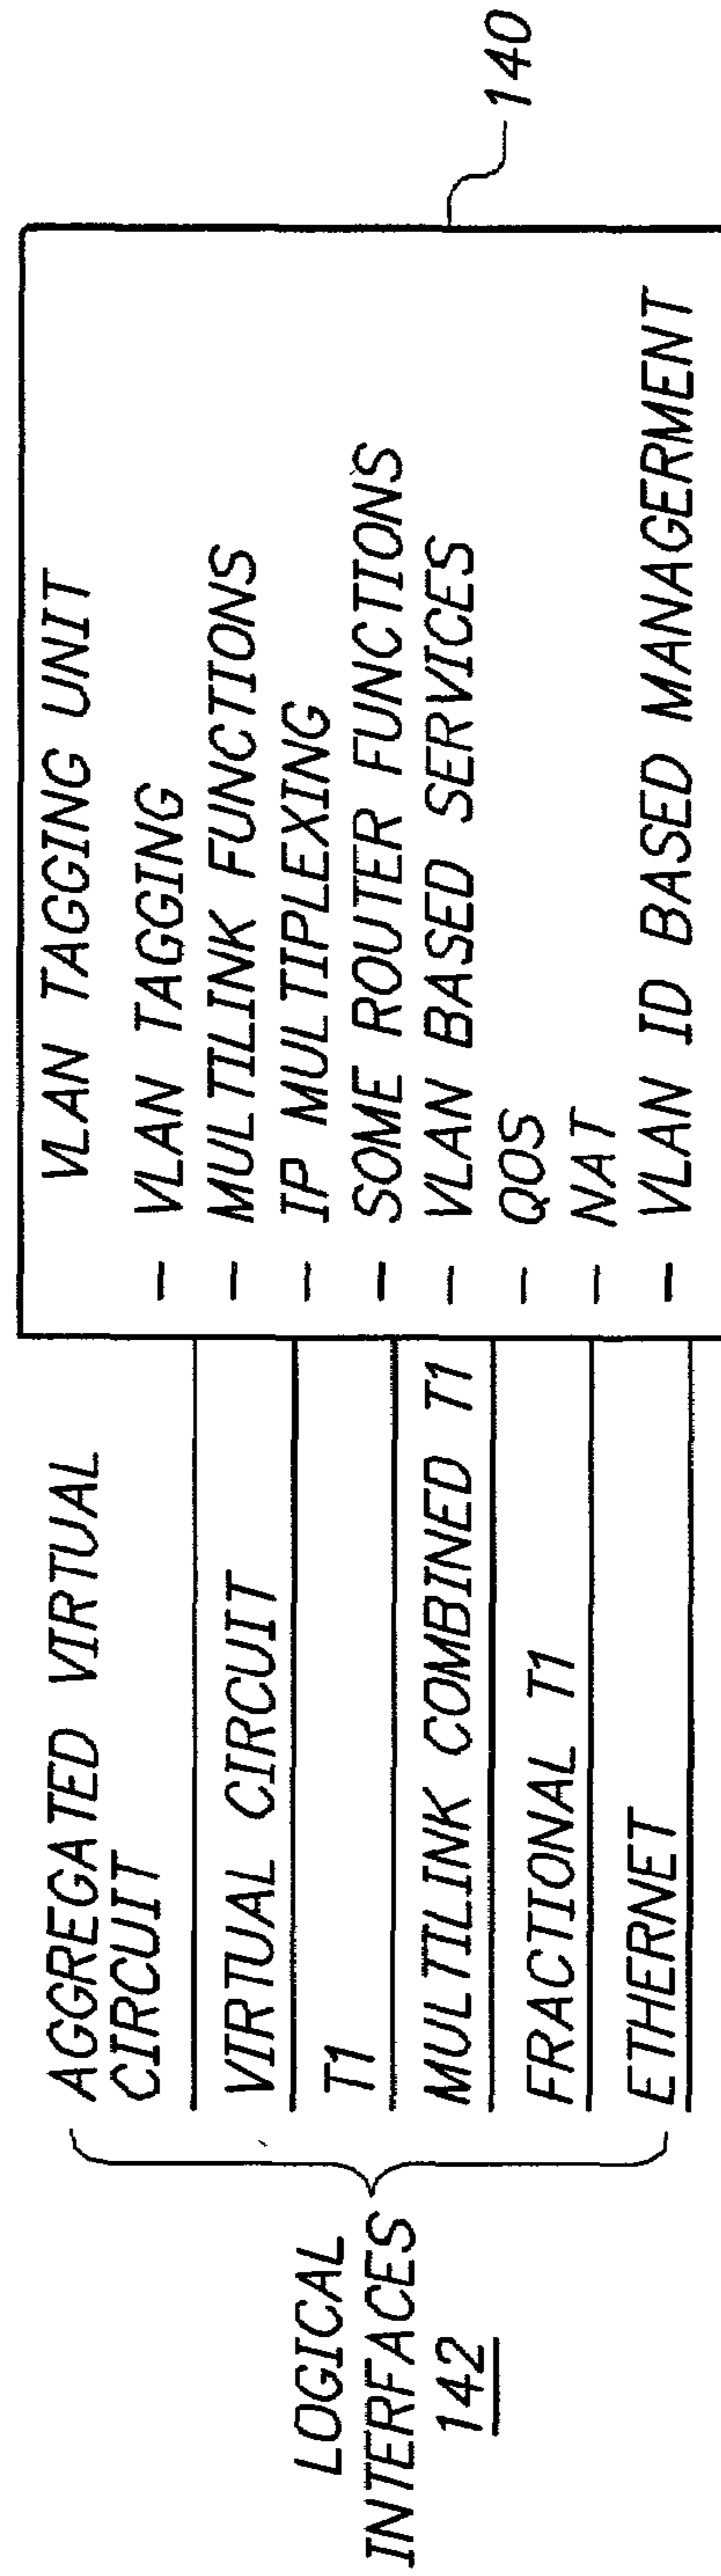 LOGICAL
INTERFACES
142
AGGREGATED VIRTUAL
CIRCUIT
VIRTUAL CIRCUIT
T1
MULTILINK COMBINED T1
FRACTIONAL T1
ETHERNET
VLAN TAGGING UNIT
- VLAN TAGGING
- MULTILINK FUNCTIONS
- IP MULTIPLEXING
- SOME ROUTER FUNCTIONS
- VLAN BASED SERVICES
- QOS
- NAT
- VLAN ID BASED MANAGERMENT
140